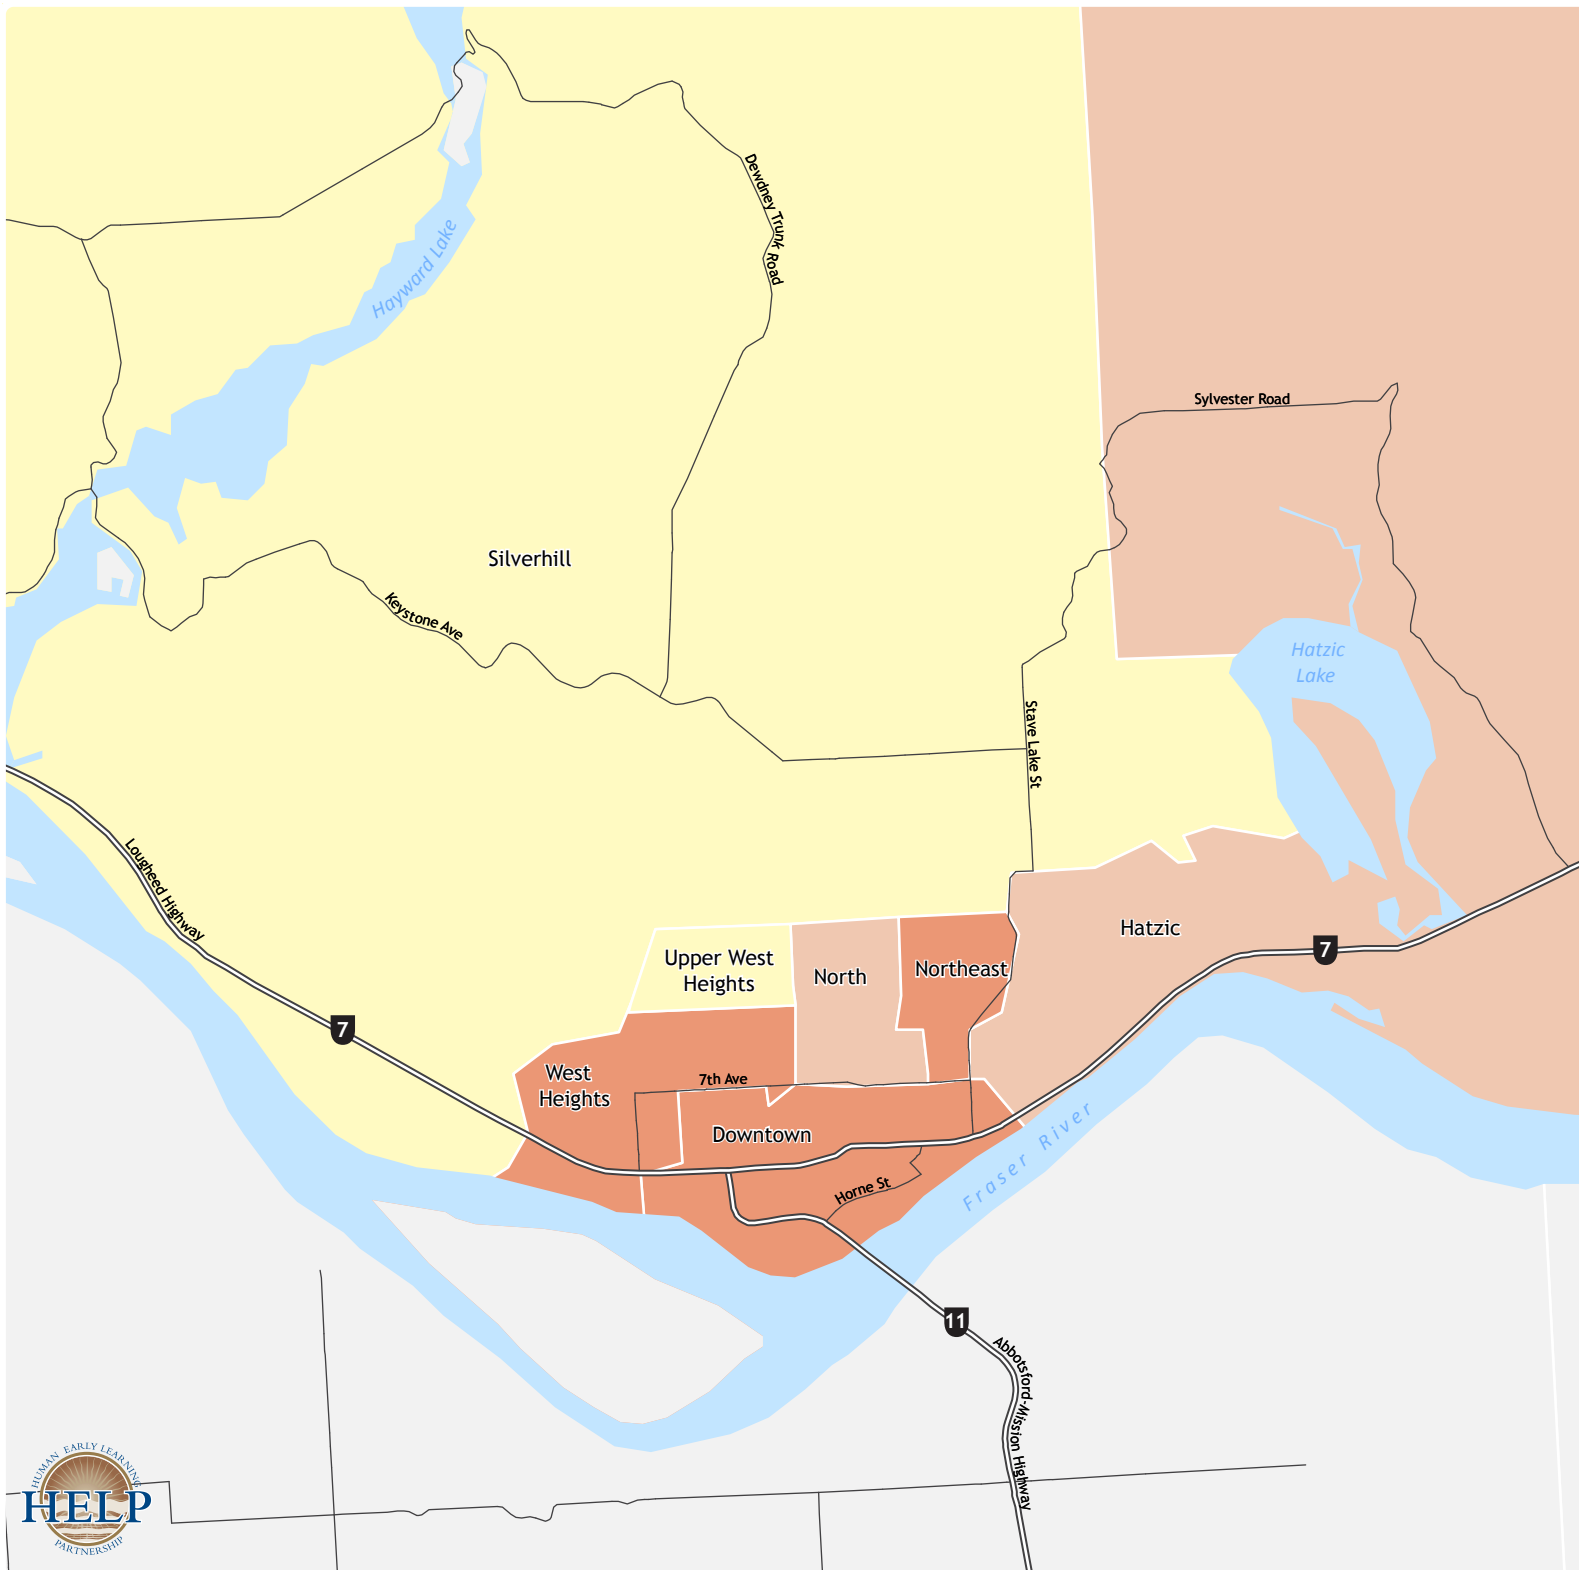 Dewdney Trunk Road
Hayward Lake
Sylvester Road
Silverhill
Keystone Ave
Hatzic
Lake
Stave Lake St
Lougheed Highway
Hatzic
Upper West
Heights
North
Northeast
7
7
West
Heights
7th Ave
Downtown
Fraser River
Horne St
11
Abbotsford-Mission Highway
HUMAN EARLY LEARNING
HELP
PARTNERSHIP